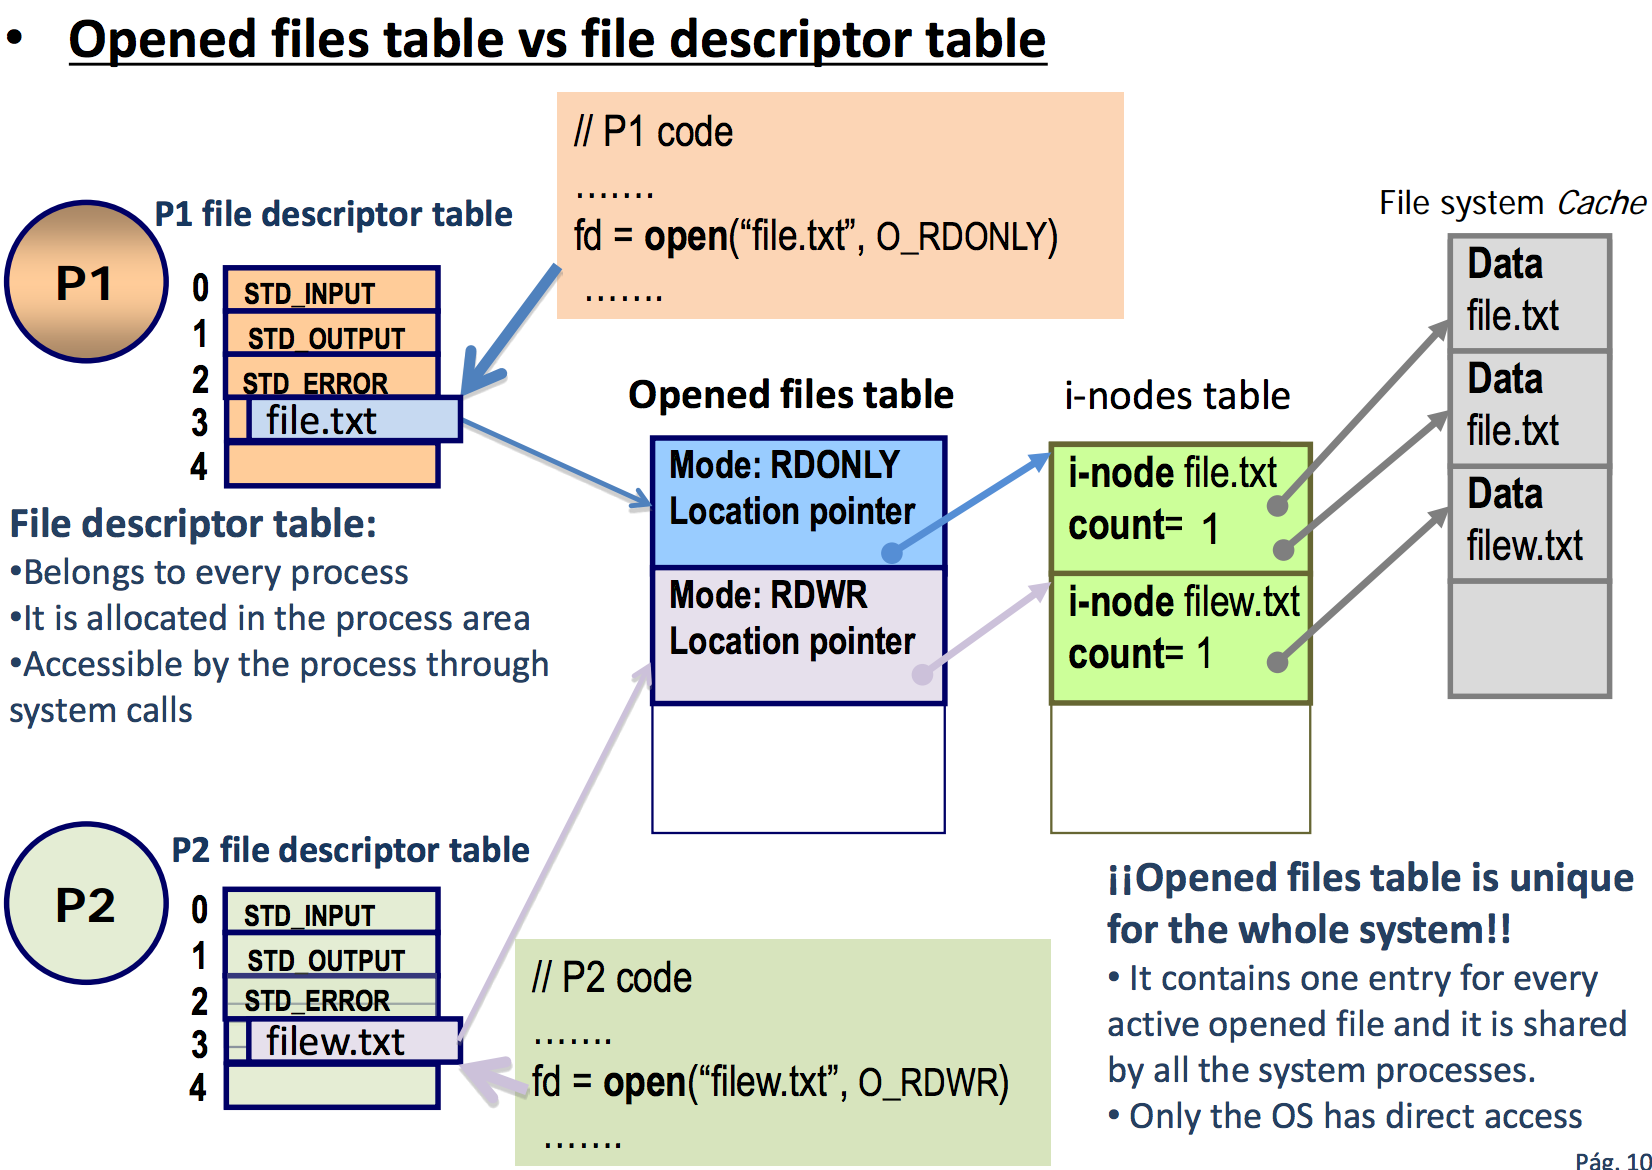 • Opened files table vs file descriptor table
// P1 code
.......
fd = open(“file.txt”, O_RDONLY)
.......
P1
P1 file descriptor table
0 STD_INPUT
1 STD_OUTPUT
2 STD_ERROR
3 file.txt
4
File descriptor table:
•Belongs to every process
•It is allocated in the process area
•Accessible by the process through
system calls
Opened files table
Mode: RDONLY
Location pointer
Mode: RDWR
Location pointer
i-nodes table
i-node file.txt
count= 1
i-node filew.txt
count= 1
File system Cache
Data
file.txt
Data
file.txt
Data
filew.txt
P2
P2 file descriptor table
0 STD_INPUT
1 STD_OUTPUT
2 STD_ERROR
3 filew.txt
4
// P2 code
.......
fd = open(“filew.txt”, O_RDWR)
.......
¡¡Opened files table is unique
for the whole system!!
• It contains one entry for every
active opened file and it is shared
by all the system processes.
• Only the OS has direct access
Pág. 10